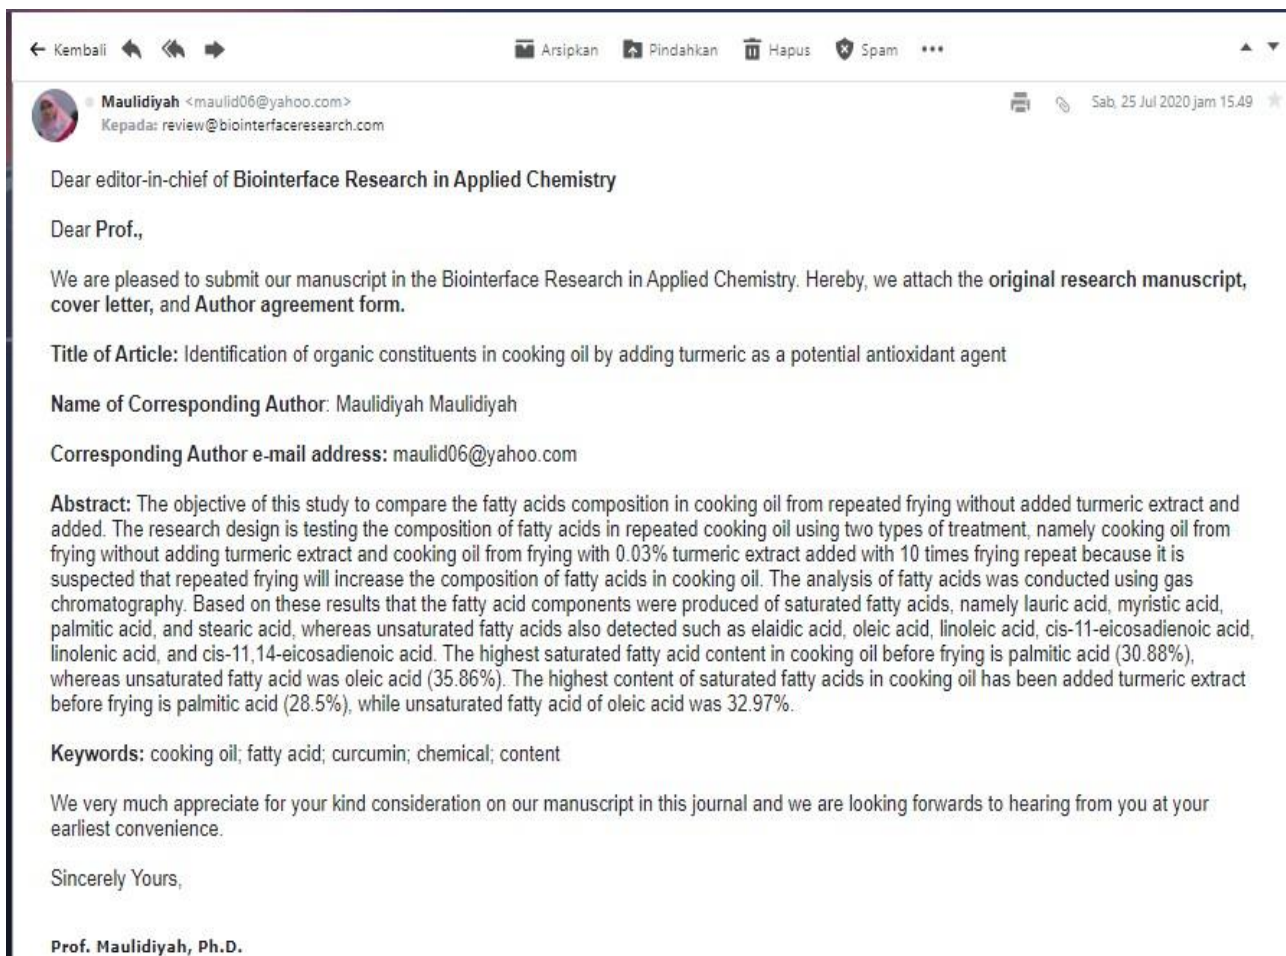 Kembali Arsipkan Pindahkan Hapus Spam •••
Maulidiyah <maulid06@yahoo.com> Sab, 25 Jul 2020 jam 15.49
Kepada: review@biointerfaceresearch.com
Dear editor-in-chief of Biointerface Research in Applied Chemistry
Dear Prof.,
We are pleased to submit our manuscript in the Biointerface Research in Applied Chemistry. Hereby, we attach the original research manuscript,
cover letter, and Author agreement form.
Title of Article: Identification of organic constituents in cooking oil by adding turmeric as a potential antioxidant agent
Name of Corresponding Author: Maulidiyah Maulidiyah
Corresponding Author e-mail address: maulid06@yahoo.com
Abstract: The objective of this study to compare the fatty acids composition in cooking oil from repeated frying without added turmeric extract and
added. The research design is testing the composition of fatty acids in repeated cooking oil using two types of treatment, namely cooking oil from
frying without adding turmeric extract and cooking oil from frying with 0.03% turmeric extract added with 10 times frying repeat because it is
suspected that repeated frying will increase the composition of fatty acids in cooking oil. The analysis of fatty acids was conducted using gas
chromatography. Based on these results that the fatty acid components were produced of saturated fatty acids, namely lauric acid, myristic acid,
palmitic acid, and stearic acid, whereas unsaturated fatty acids also detected such as elaidic acid, oleic acid, linoleic acid, cis-11-eicosadienoic acid,
linolenic acid, and cis-11,14-eicosadienoic acid. The highest saturated fatty acid content in cooking oil before frying is palmitic acid (30.88%),
whereas unsaturated fatty acid was oleic acid (35.86%). The highest content of saturated fatty acids in cooking oil has been added turmeric extract
before frying is palmitic acid (28.5%), while unsaturated fatty acid of oleic acid was 32.97%.
Keywords: cooking oil; fatty acid; curcumin; chemical; content
We very much appreciate for your kind consideration on our manuscript in this journal and we are looking forwards to hearing from you at your
earliest convenience.
Sincerely Yours,
Prof. Maulidiyah, Ph.D.